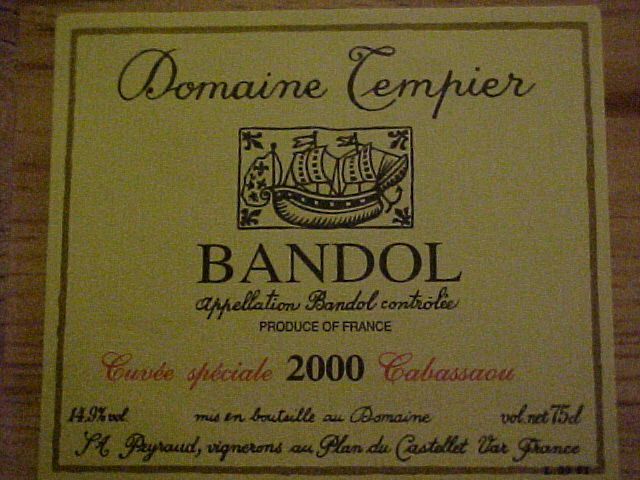 Domaine Tempier
BANDOL
Appellation Bandol contrôlée
PRODUCE OF FRANCE
Cuvée spéciale 2000 Cabassaou
14.9% vol mis en bouteille au Domaine vol. net 75cl
SA Peyraud, vignerons au Plan du Castellet Var France